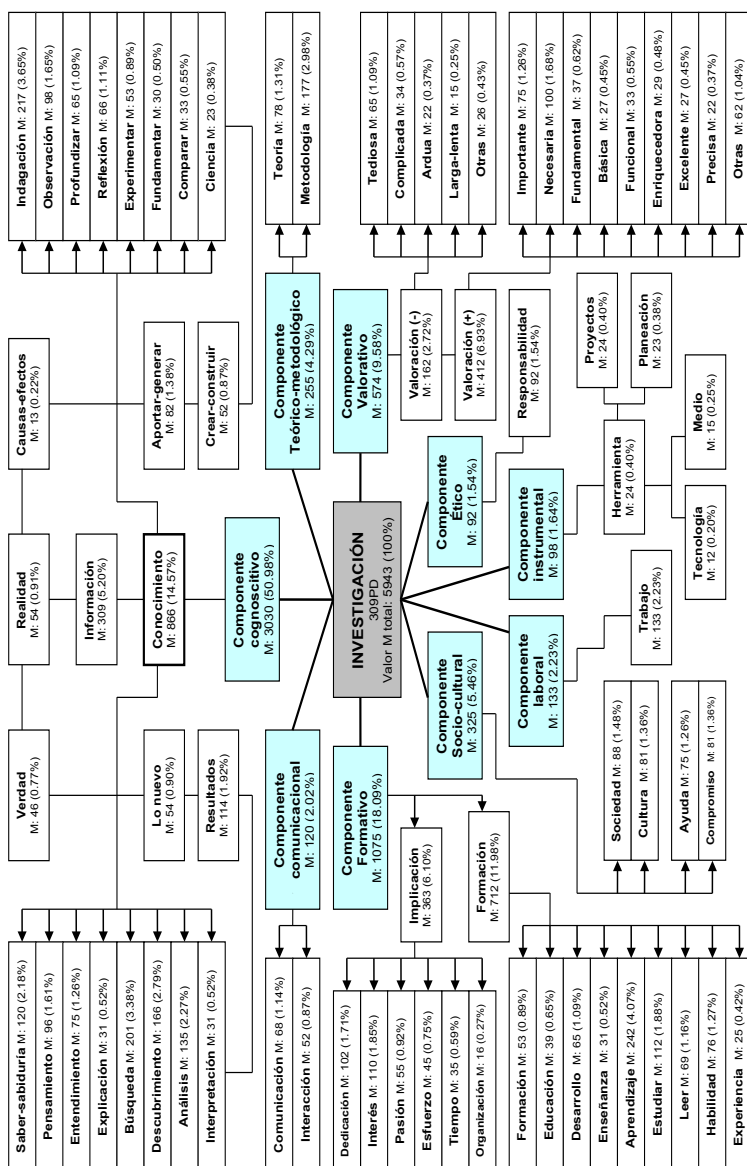 Saber-sabiduría M: 120 (2.18%)
Pensamiento M: 96 (1.61%)
Entendimiento M: 75 (1.26%)
Explicación M: 31 (0.52%)
Búsqueda M: 201 (3.38%)
Descubrimiento M: 166 (2.79%)
Análisis M: 135 (2.27%)
Interpretación M: 31 (0.52%)
Verdad
M: 46 (0.77%)
Realidad
M: 54 (0.91%)
Causas-efectos
M: 13 (0.22%)
Información
M: 309 (5.20%)
Lo nuevo
M: 54 (0.90%)
Conocimiento
M: 866 (14.57%)
Aportar-generar
M: 82 (1.38%)
Resultados
M: 114 (1.92%)
Crear-construir
M: 52 (0.87%)
Indagación M: 217 (3.65%)
Observación M: 98 (1.65%)
Profundizar M: 65 (1.09%)
Reflexión M: 66 (1.11%)
Experimentar M: 53 (0.89%)
Fundamentar M: 30 (0.50%)
Comparar M: 33 (0.55%)
Ciencia M: 23 (0.38%)
Comunicación M: 68 (1.14%)
Interacción M: 52 (0.87%)
Componente
comunicacional
M: 120 (2.02%)
Componente
cognoscitivo
M: 3030 (50.98%)
Componente
Teórico-metodológico
M: 255 (4.29%)
Teoría M: 78 (1.31%)
Metodología M: 177 (2.98%)
Dedicación M: 102 (1.71%)
Interés M: 110 (1.85%)
Pasión M: 55 (0.92%)
Esfuerzo M: 45 (0.75%)
Tiempo M: 35 (0.59%)
Organización M: 16 (0.27%)
Implicación
M: 363 (6.10%)
Formación
M: 712 (11.98%)
Componente
Formativo
M: 1075 (18.09%)
INVESTIGACIÓN
309PD
Valor M total: 5943 (100%)
Componente
Valorativo
M: 574 (9.58%)
Valoración (-)
M: 162 (2.72%)
Valoración (+)
M: 412 (6.93%)
Tediosa M: 65 (1.09%)
Complicada M: 34 (0.57%)
Ardua M: 22 (0.37%)
Larga-lenta M: 15 (0.25%)
Otras M: 26 (0.43%)
Formación M: 53 (0.89%)
Educación M: 39 (0.65%)
Desarrollo M: 65 (1.09%)
Enseñanza M: 31 (0.52%)
Aprendizaje M: 242 (4.07%)
Estudiar M: 112 (1.88%)
Leer M: 69 (1.16%)
Habilidad M: 76 (1.27%)
Experiencia M: 25 (0.42%)
Componente
Socio-cultural
M: 325 (5.46%)
Sociedad M: 88 (1.48%)
Cultura M: 81 (1.36%)
Ayuda M: 75 (1.26%)
Compromiso M: 81 (1.36%)
Componente
laboral
M: 133 (2.23%)
Trabajo
M: 133 (2.23%)
Componente
Ético
M: 92 (1.54%)
Responsabilidad
M: 92 (1.54%)
Componente
instrumental
M: 98 (1.64%)
Herramienta
M: 24 (0.40%)
Proyectos
M: 24 (0.40%)
Planeación
M: 23 (0.38%)
Tecnología
M: 12 (0.20%)
Medio
M: 15 (0.25%)
Importante M: 75 (1.26%)
Necesaria M: 100 (1.68%)
Fundamental M: 37 (0.62%)
Básica M: 27 (0.45%)
Funcional M: 33 (0.55%)
Enriquecedora M: 29 (0.48%)
Excelente M: 27 (0.45%)
Precisa M: 22 (0.37%)
Otras M: 62 (1.04%)